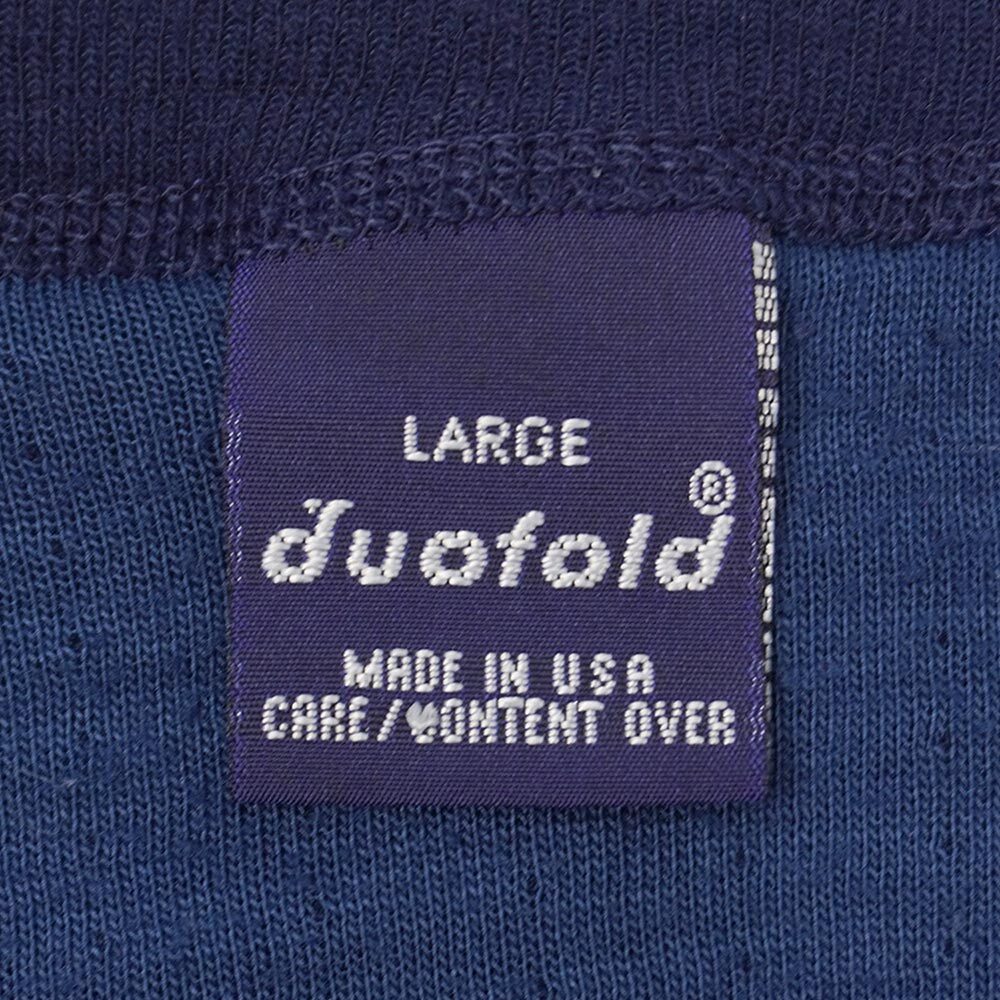 LARGE
duofold®
MADE IN USA
CARE/CONTENT OVER